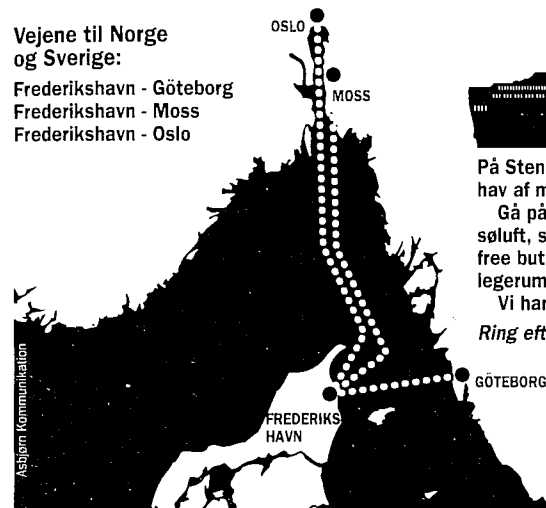 Vejene til Norge
og Sverige:
Frederikshavn - Göteborg
Frederikshavn - Moss
Frederikshavn - Oslo
OSLO
MOSS
På Sten
hav af m
Gå på
søluft, s
free but
legerum
Vi har
Ring eft
GÖTEBORG
FREDERIKS
HAVN
Asbjørn Kommunikation